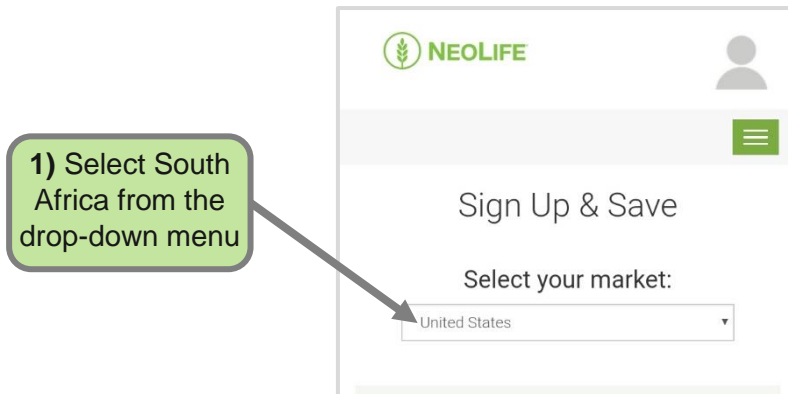 NEOLIFE
1) Select South
Africa from the
drop-down menu
Sign Up & Save
Select your market:
United States